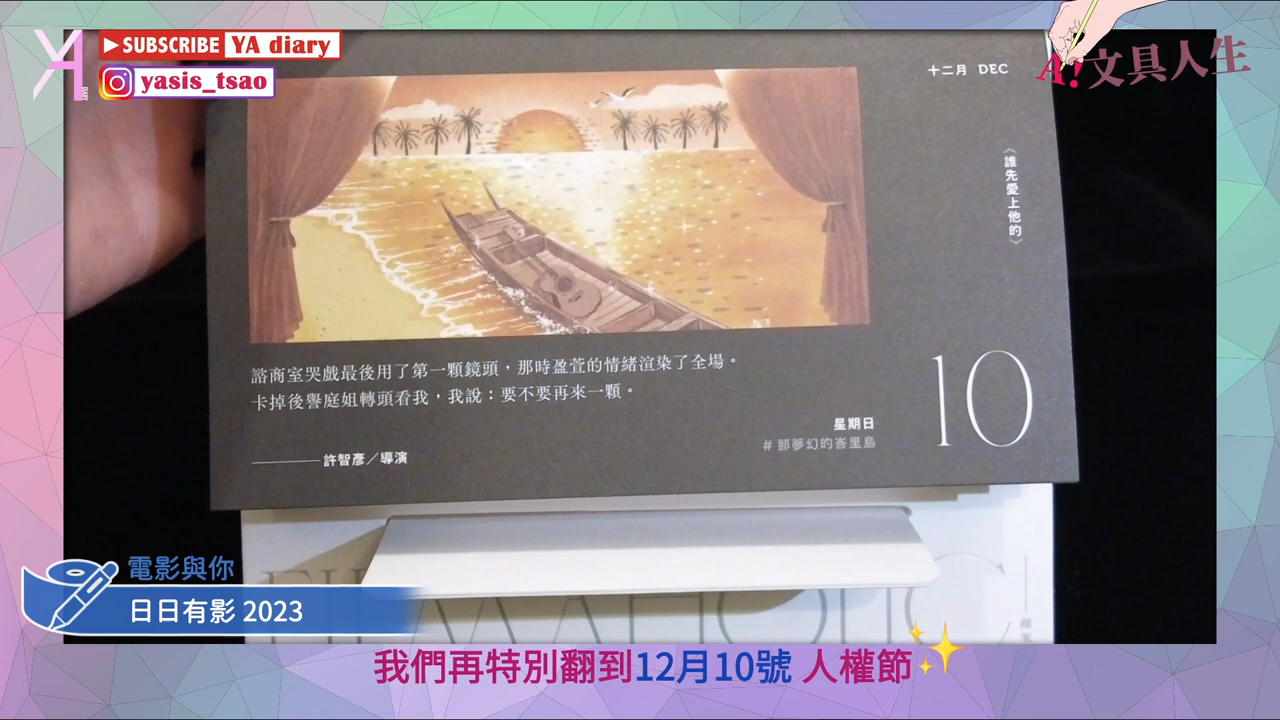 YA
SUBSCRIBE YA diary
yasis_tsao
A!文具人生
十二月 DEC
《誰先愛上他的》
諮商室哭戲最後用了第一顆鏡頭，那時盈萱的情緒渲染了全場。
卡掉後譽庭姐轉頭看我，我說：要不要再來一顆。
許智彥／導演
星期日
#那夢幻的峇里島
10
FILMAHOLIC
電影與你
日日有影 2023
我們再特別翻到12月10號 人權節